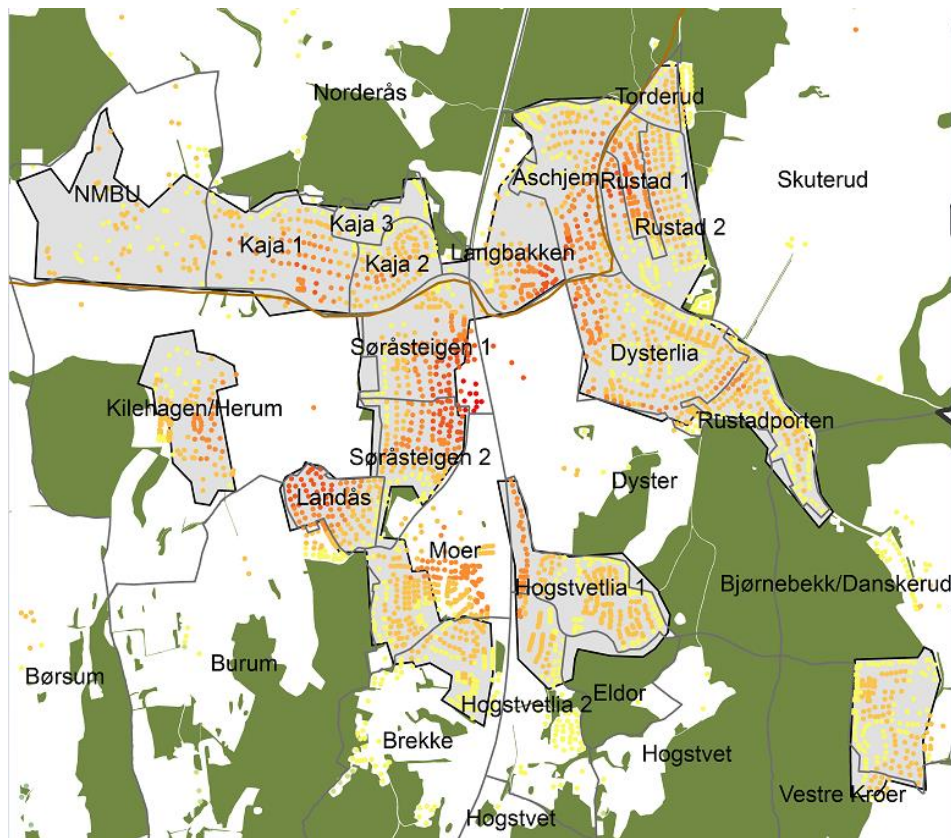 Norderås
Torderud
Aschjem
Rustad 1
Skuterud
NMBU
Kaja 3
Rustad 2
Kaja 1
Kaja 2
Langbakken
Søråsteigen 1
Dysterlia
Kilehagen/Herum
Rustadporten
Søråsteigen 2
Dyster
Landås
Moer
Hogstvetlia 1
Bjørnebekk/Danskerud
Børsum
Burum
Eldor
Hogstvetlia 2
Brekke
Hogstvet
Vestre Kroer
Hogstvet